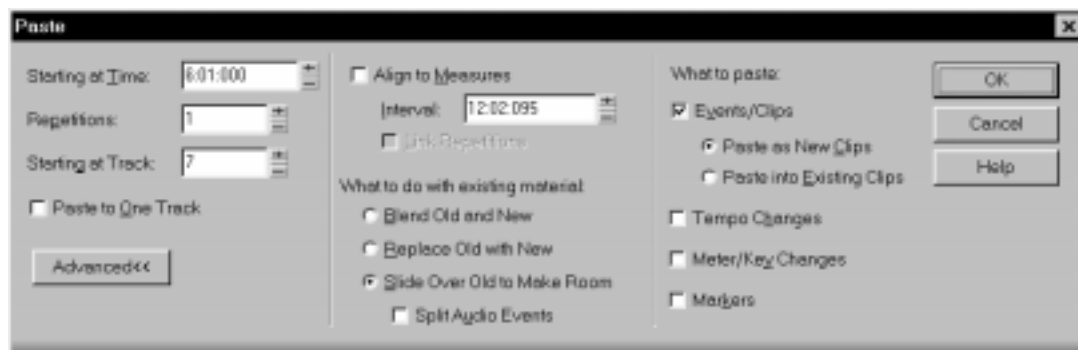 Paste
Starting at Time: 6:01:000
Repetitions: 1
Starting at Track: 7
Paste to One Track
Advanced<<
Align to Measures
Interval: 12:02:095
Link Repetitions
What to do with existing material:
Blend Old and New
Replace Old with New
Slide Over Old to Make Room
Split Audio Events
What to paste:
Events/Clips
Paste as New Clips
Paste into Existing Clips
Tempo Changes
Meter/Key Changes
Markers
OK
Cancel
Help